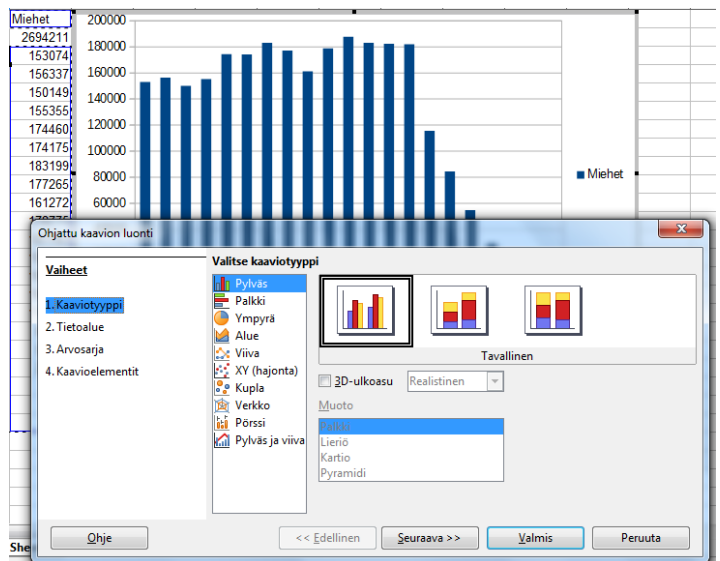 Miehet
2694211
153074
156337
150149
155355
174460
174175
183199
177265
161272
200000
180000
160000
140000
120000
100000
80000
60000
Miehet
Ohjattu kaavion luonti
Vaiheet
1. Kaaviotyyppi
2. Tietoalue
3. Arvosarja
4. Kaavioelementit
Valitse kaaviotyyppi
Pylväs
Palkki
Ympyrä
Alue
Viiva
XY (hajonta)
Kupla
Verkko
Pörssi
Pylväs ja viiva
Tavallinen
3D-ulkoasu
Realistinen
Muoto
Palkki
Lieriö
Kartio
Pyramidi
Ohje
<< Edellinen
Seuraava >>
Valmis
Peruuta
She